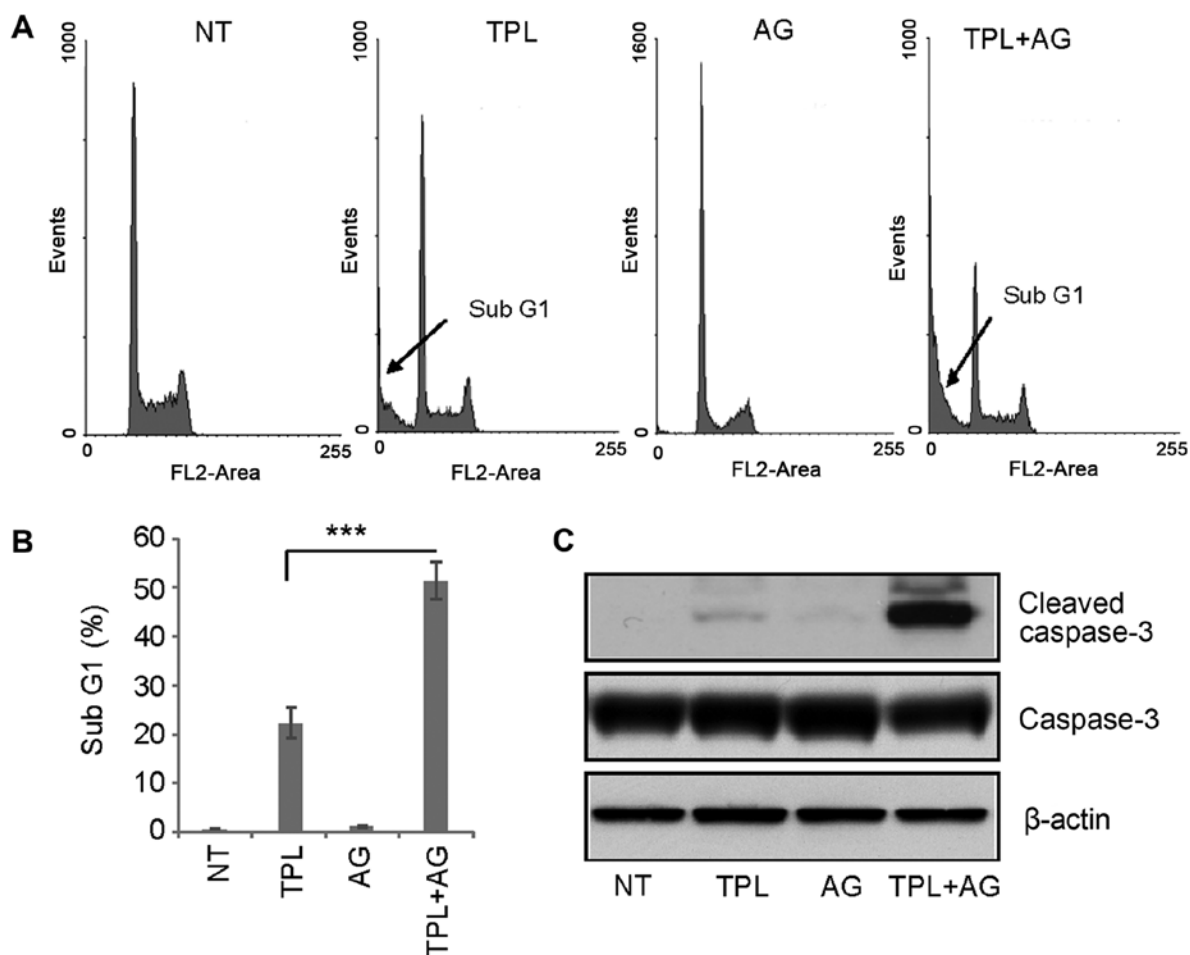 A
NT
TPL
AG
TPL+AG
1000
Events
0
0
255
FL2-Area
1000
Events
Sub G1
0
0
255
FL2-Area
1600
Events
0
0
255
FL2-Area
1000
Events
Sub G1
0
0
255
FL2-Area
B
***
Sub G1 (%)
60
50
40
30
20
10
0
NT
TPL
AG
TPL+AG
C
Cleaved
caspase-3
Caspase-3
β-actin
NT
TPL
AG
TPL+AG